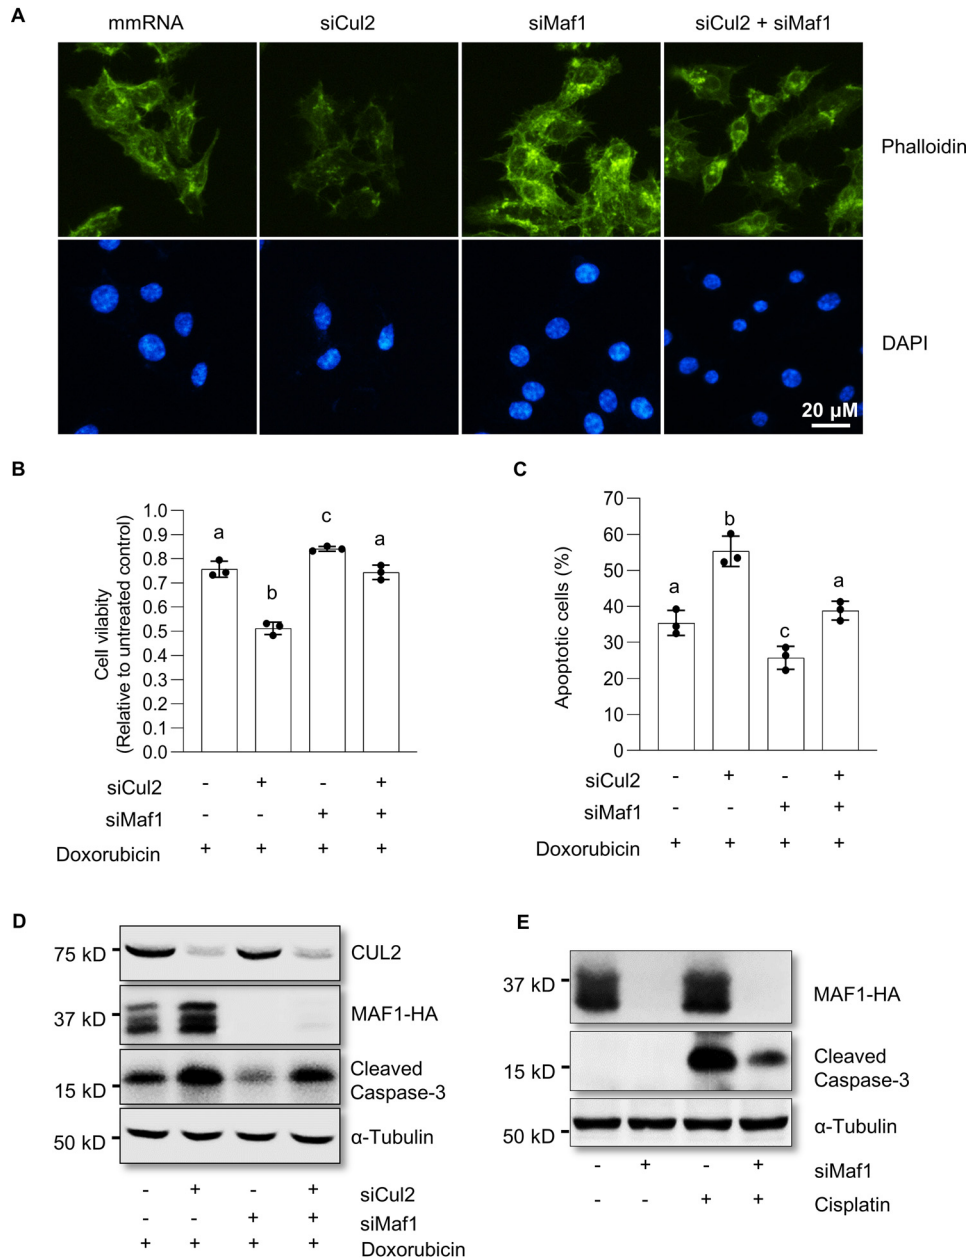 A
mmRNA siCul2 siMaf1 siCul2 + siMaf1
Phalloidin
DAPI
20 µM
B
Cell vilabity
(Relative to untreated control)
1.0
0.9
0.8
0.7
0.6
0.5
0.4
0.3
0.2
0.1
0.0
a b c a
siCul2 - + - +
siMaf1 - - + +
Doxorubicin + + + +
C
Apoptotic cells (%)
70
60
50
40
30
20
10
0
a b c a
siCul2 - + - +
siMaf1 - - + +
Doxorubicin + + + +
D
75 kD CUL2
37 kD MAF1-HA
15 kD Cleaved
Caspase-3
50 kD α-Tubulin
- + - + siCul2
- - + + siMaf1
+ + + + Doxorubicin
E
37 kD MAF1-HA
15 kD Cleaved
Caspase-3
50 kD α-Tubulin
- + - + siMaf1
- - + + Cisplatin